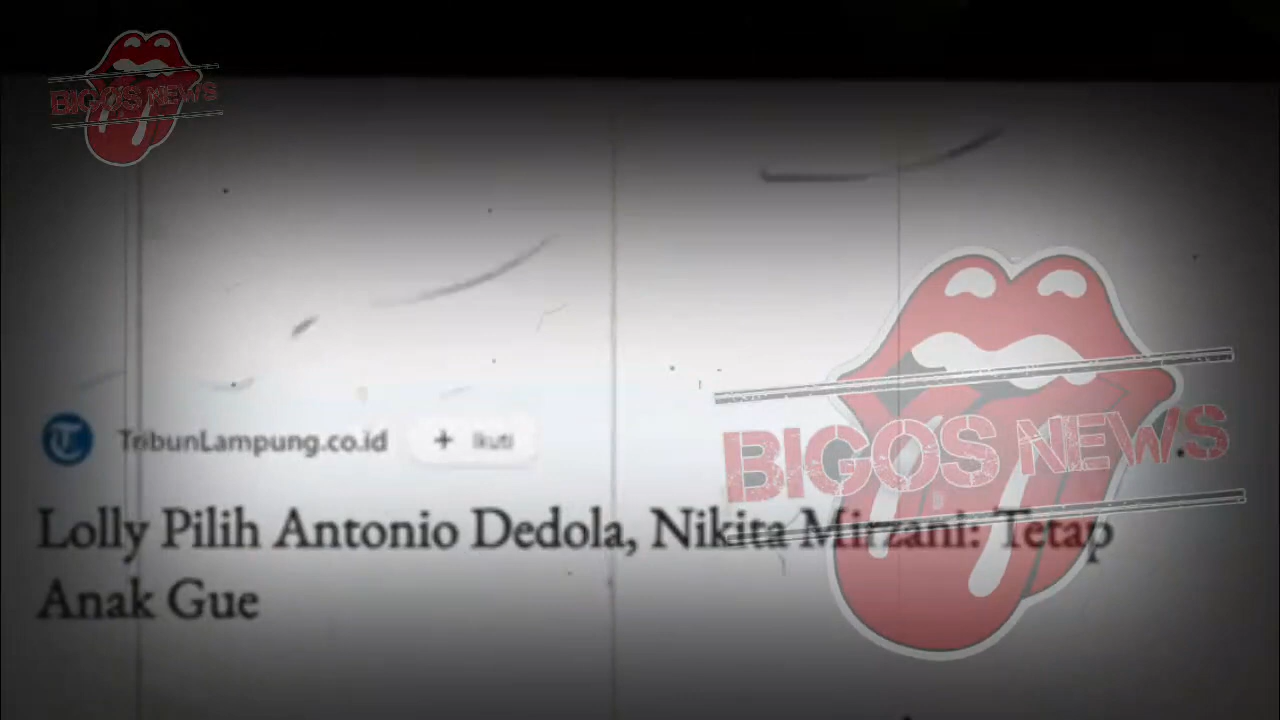 BIGOS NEWS
TribunLampung.co.id + Ikuti
BIGOS NEWS
Lolly Pilih Antonio Dedola, Nikita Mirzani: Tetap
Anak Gue